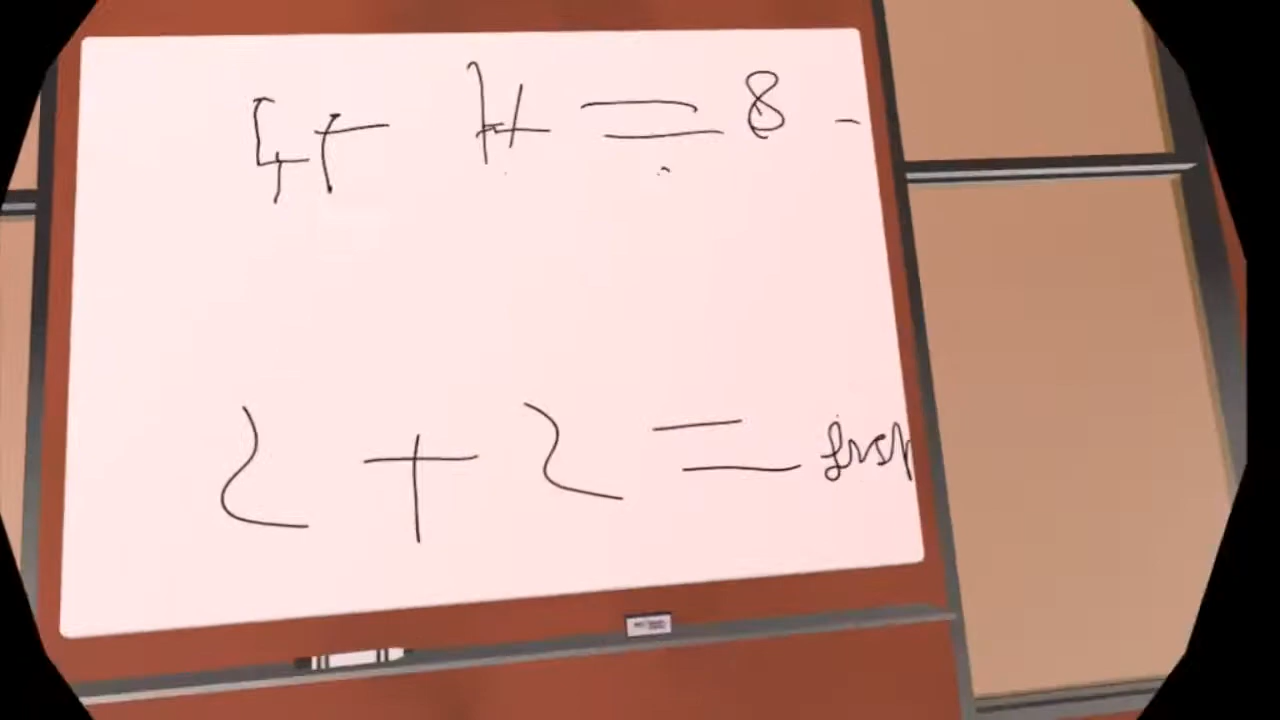 4+ 4 = 8 -
2 + 2 =